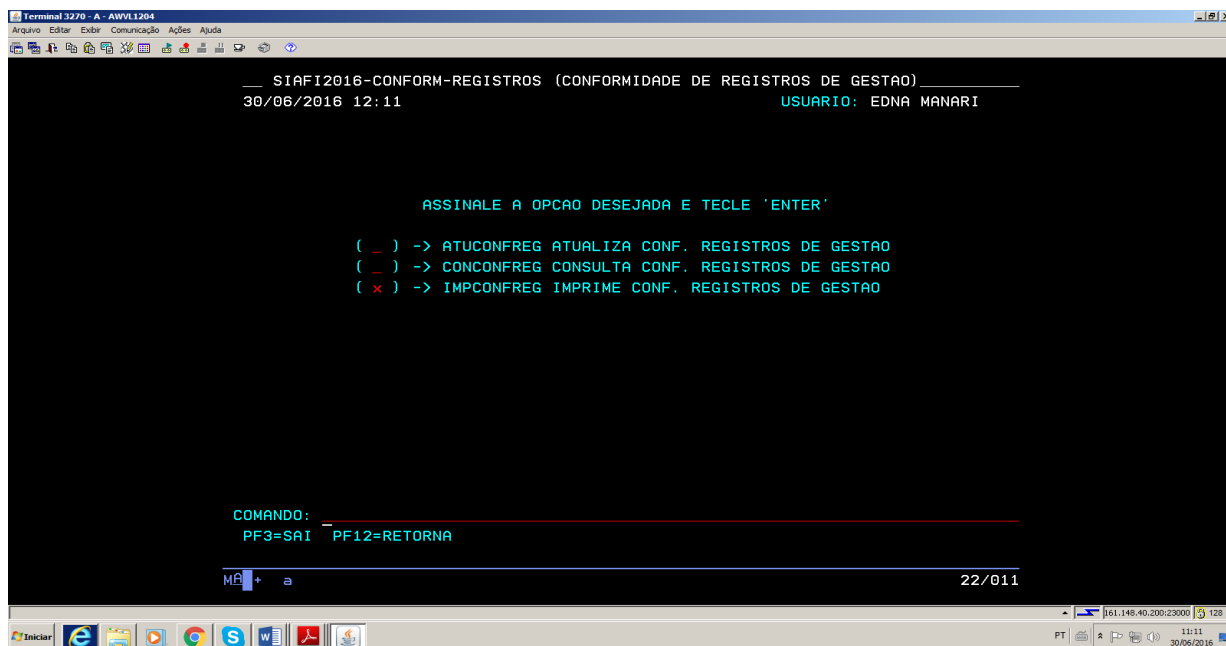 Terminal 3270 - A - AWVL1204
Arquivo Editar Exibir Comunicação Ações Ajuda
__ SIAFI2016-CONFORM-REGISTROS (CONFORMIDADE DE REGISTROS DE GESTAO)__________
30/06/2016 12:11 USUARIO: EDNA MANARI
ASSINALE A OPCAO DESEJADA E TECLE 'ENTER'
( _ ) -> ATUCONFREG ATUALIZA CONF. REGISTROS DE GESTAO
( _ ) -> CONCONFREG CONSULTA CONF. REGISTROS DE GESTAO
( x ) -> IMPCONFREG IMPRIME CONF. REGISTROS DE GESTAO
COMANDO:
PF3=SAI PF12=RETORNA
MA + a 22/011
161.148.40.200:23000 128
Iniciar PT 11:11
30/06/2016